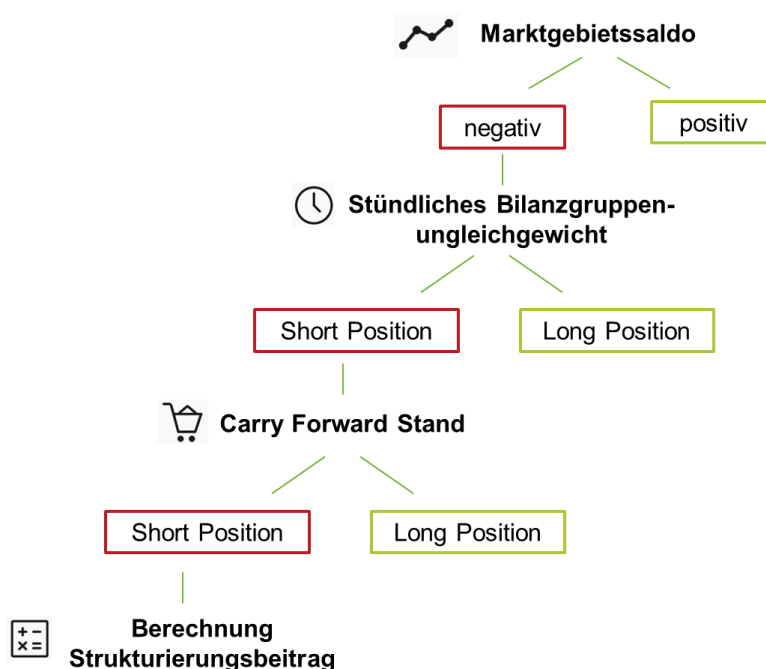 Marktgebietssaldo
negativ
positiv
Stündliches Bilanzgruppen-
ungleichgewicht
Short Position
Long Position
Carry Forward Stand
Short Position
Long Position
Berechnung
Strukturierungsbeitrag